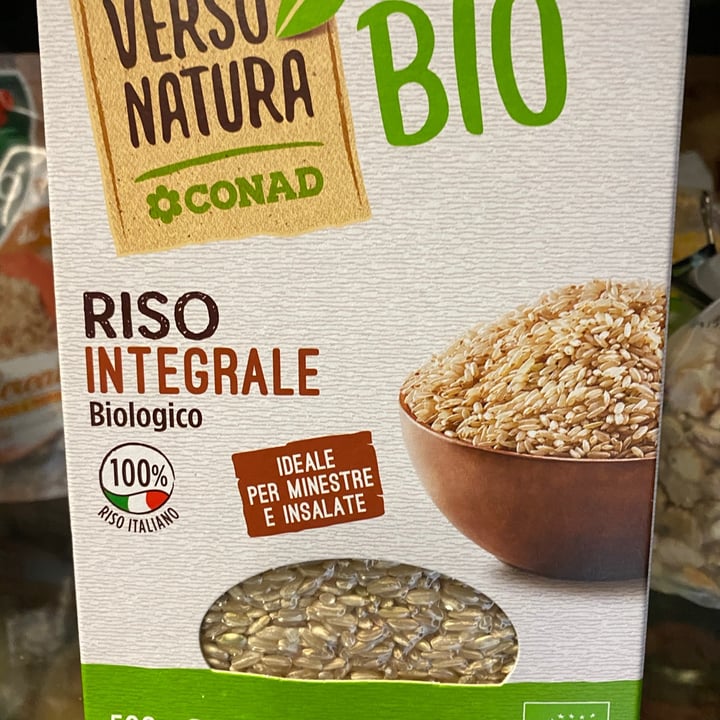 VERSO
NATURA
CONAD
BIO
RISO
INTEGRALE
Biologico
100%
RISO ITALIANO
IDEALE
PER MINESTRE
E INSALATE